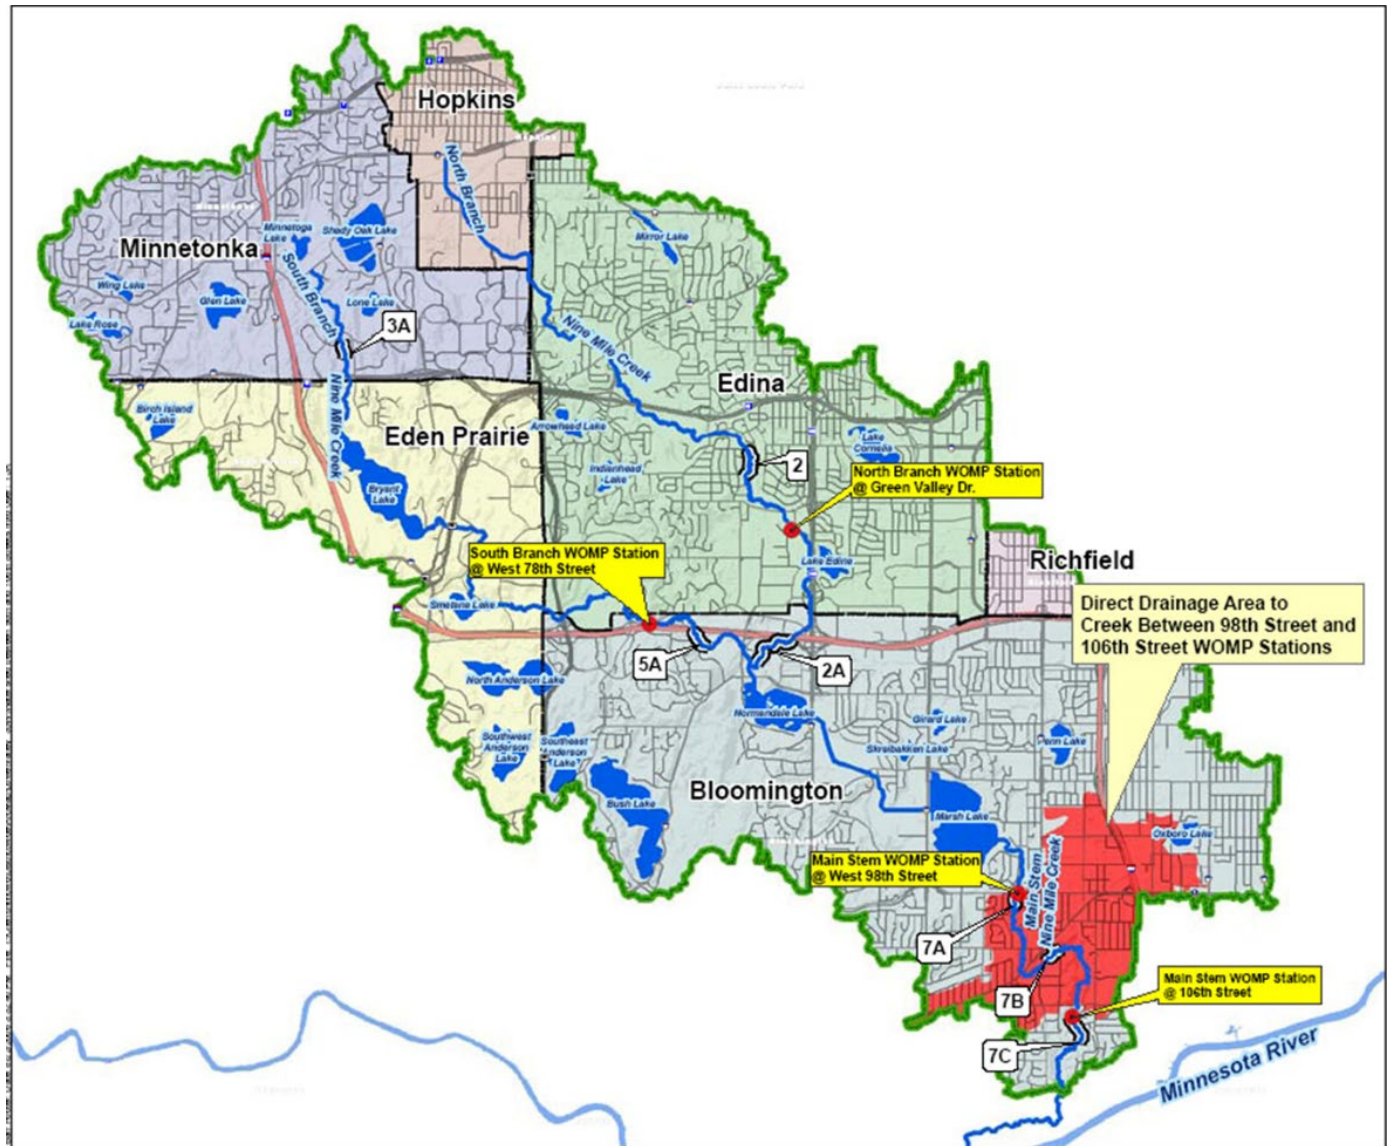 Hopkins
North Branch
Minnetonka
Minnetoga
Lake
Shady Oak Lake
Mirror Lake
South Branch
Wing Lake
Glen Lake
Lone Lake
Lake Rose
3A
Nine Mile Creek
Nine Mile Creek
Edina
Birch Island
Lake
Eden Prairie
Arrowhead Lake
Lake
Cornelia
Indianhead
Lake
2
Bryant
Lake
North Branch WOMP Station
@ Green Valley Dr.
South Branch WOMP Station
@ West 78th Street
Lake Edina
Richfield
Smetana Lake
Direct Drainage Area to
Creek Between 98th Street and
106th Street WOMP Stations
5A
2A
North Anderson Lake
Normandale Lake
Girard Lake
Southwest
Anderson
Lake
Southeast
Anderson
Lake
Skreibakken Lake
Penn Lake
Bush Lake
Bloomington
Marsh Lake
Oxboro Lake
Main Stem WOMP Station
@ West 98th Street
Main Stem
Nine Mile Creek
7A
7B
Main Stem WOMP Station
@ 106th Street
7C
Minnesota River